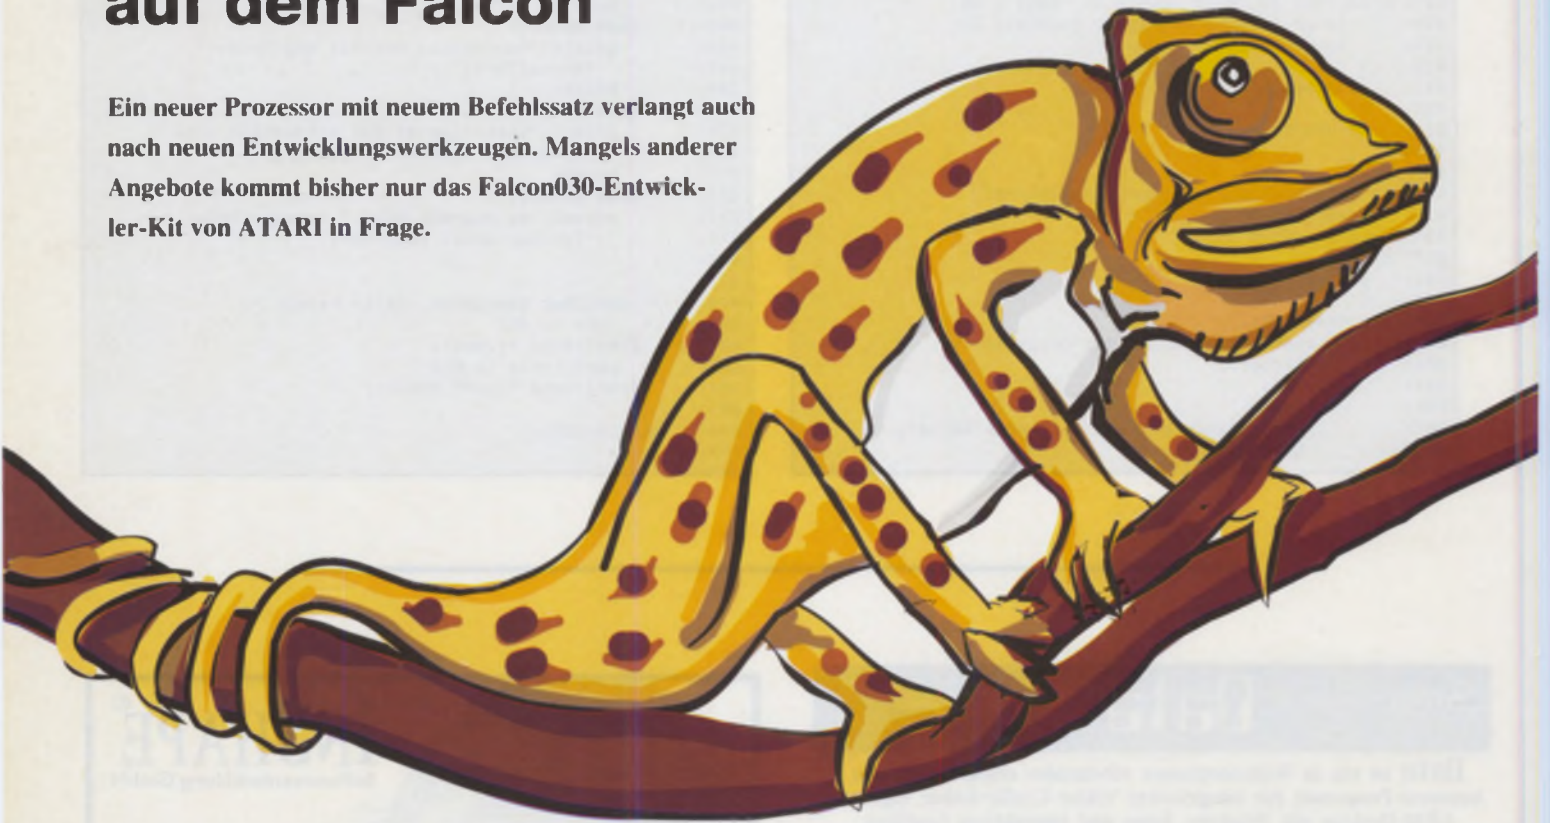 auf dem Falcon
Ein neuer Prozessor mit neuem Befehlssatz verlangt auch
nach neuen Entwicklungswerkzeugen. Mangels anderer
Angebote kommt bisher nur das Falcon030-Entwick-
ler-Kit von ATARI in Frage.